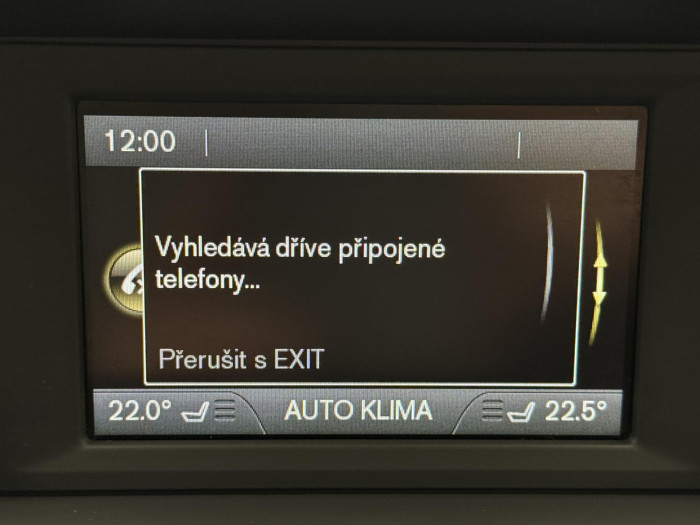 12:00
Vyhledává dříve připojené
telefony...
Přerušit s EXIT
22.0° AUTO KLIMA 22.5°